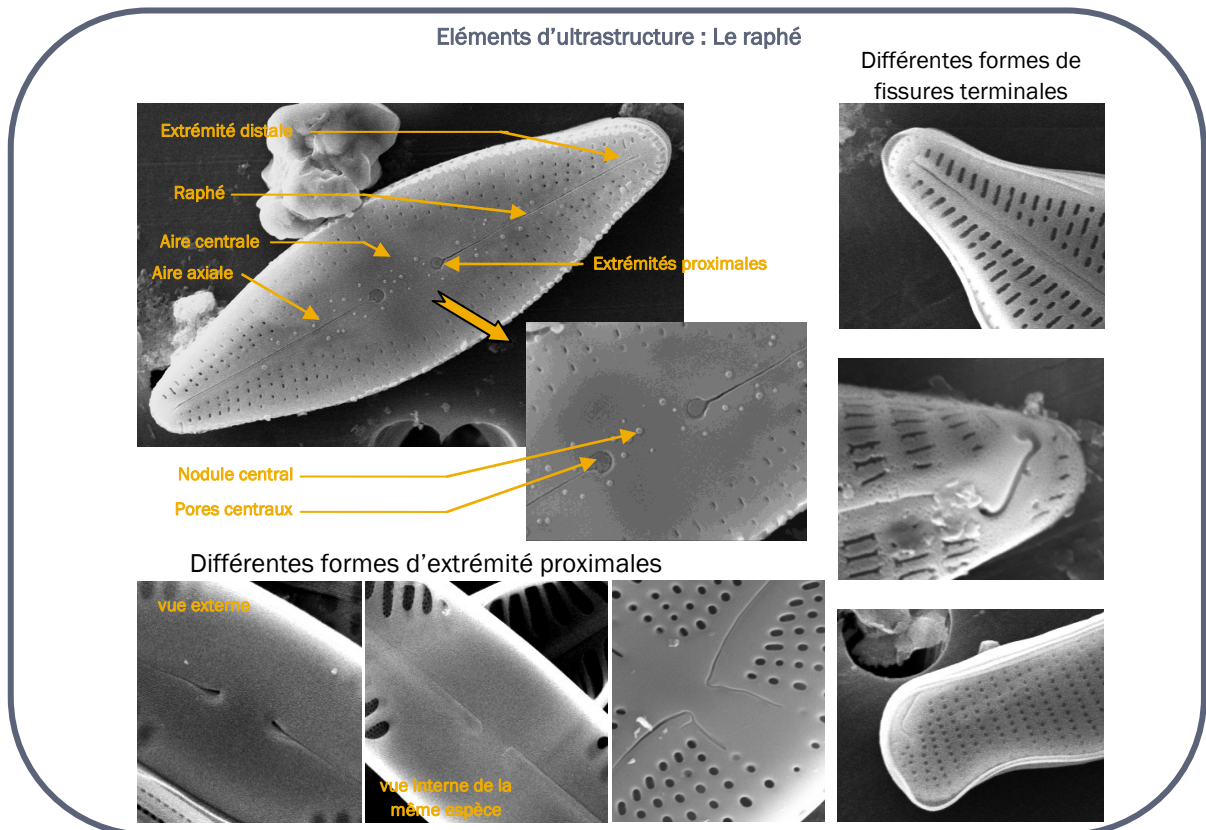 Eléments d'ultrastructure : Le raphé
Différentes formes de
fissures terminales
Extrémité distale
Raphé
Aire centrale
Aire axiale
Extrémités proximales
Nodule central
Pores centraux
Différentes formes d'extrémité proximales
vue externe
vue interne de la
même espèce